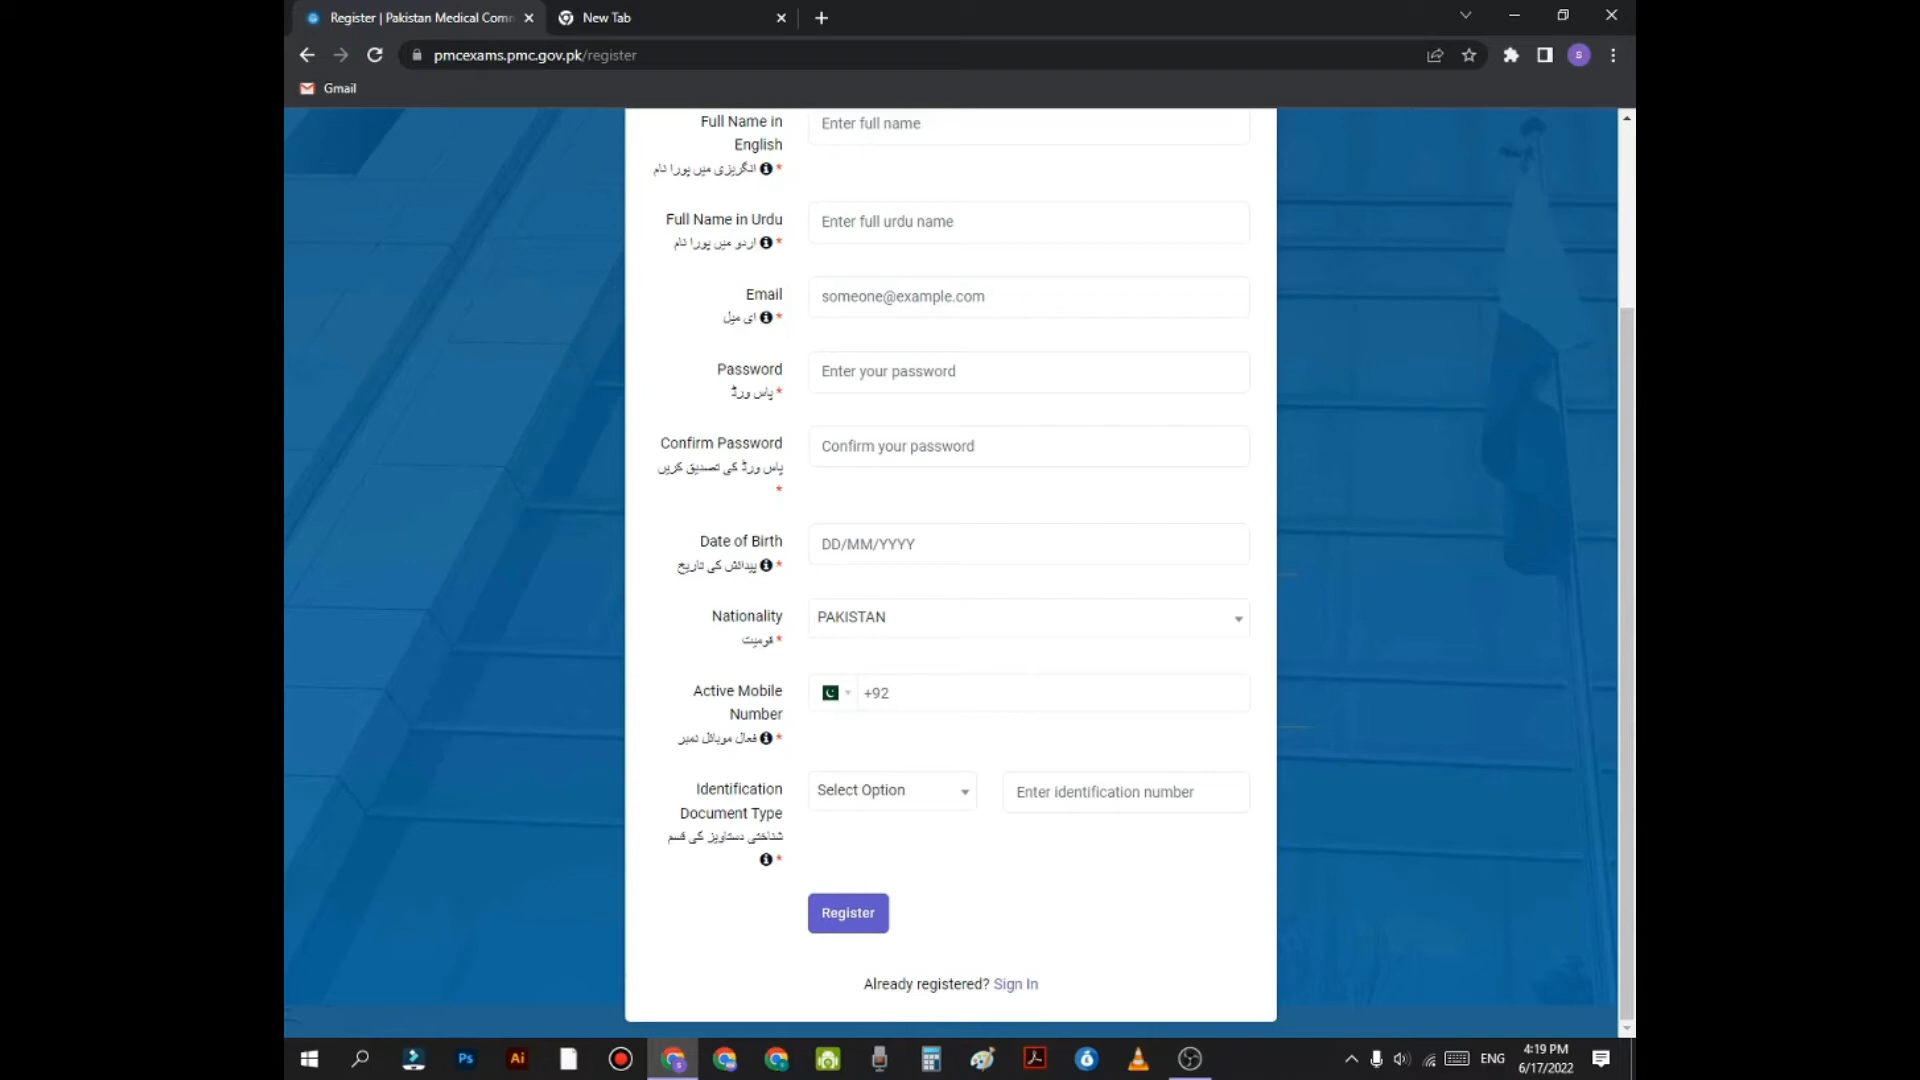 Register | Pakistan Medical Com
New Tab
pmcexams.pmc.gov.pk/register
S
Gmail
Full Name in
English
انگریزی میں پورا نام *
Enter full name
Full Name in Urdu
اردو میں پورا نام *
Enter full urdu name
Email
ای میل *
someone@example.com
Password
پاس ورڈ *
Enter your password
Confirm Password
پاس ورڈ کی تصدیق کریں
*
Confirm your password
Date of Birth
پیدائش کی تاریخ *
DD/MM/YYYY
Nationality
قومیت *
PAKISTAN
Active Mobile
Number
فعال موبائل نمبر *
+92
Identification
Document Type
شناختی دستاویز کی قسم
*
Select Option
Enter identification number
Register
Already registered? Sign In
Ps
Ai
ENG
4:19 PM
6/17/2022